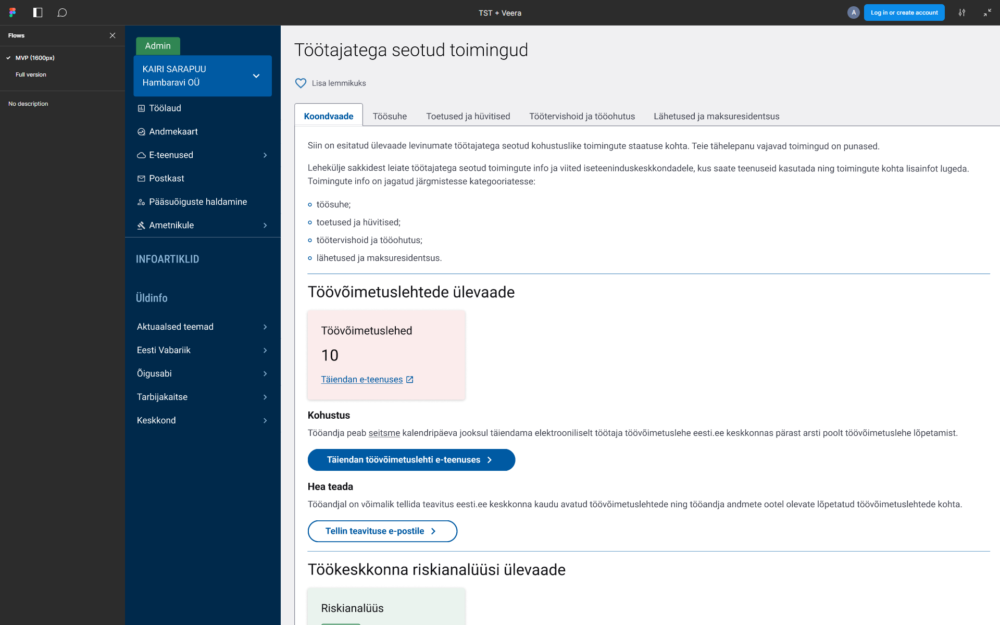 TST + Veera
A
Log in or create account
Flows
MVP (1600px)
Full version
No description
Admin
KAIRI SARAPUU
Hambaravi OÜ
Töölaud
Andmekaart
E-teenused
Postkast
Pääsuõiguste haldamine
Ametnikule
INFOARTIKLID
Üldinfo
Aktuaalsed teemad
Eesti Vabariik
Õigusabi
Tarbijakaitse
Keskkond
Töötajatega seotud toimingud
Lisa lemmikuks
Koondvaade
Töösuhe
Toetused ja hüvitised
Töötervishoid ja tööohutus
Lähetused ja maksuresidentsus
Siin on esitatud ülevaade levinumate töötajatega seotud kohustuslike toimingute staatuse kohta. Teie tähelepanu vajavad toimingud on punased.
Lehekülje sakkidest leiate töötajatega seotud toimingute info ja viited iseteeninduskeskkondadele, kus saate teenuseid kasutada ning toimingute kohta lisainfot lugeda.
Toimingute info on jagatud järgmistesse kategooriatesse:
töösuhe;
toetused ja hüvitised;
töötervishoid ja tööohutus;
lähetused ja maksuresidentsus.
Töövõimetuslehtede ülevaade
Töövõimetuslehed
10
Täiendan e-teenuses
Kohustus
Tööandja peab seitsme kalendripäeva jooksul täiendama elektrooniliselt töötaja töövõimetuslehe eesti.ee keskkonnas pärast arsti poolt töövõimetuslehe lõpetamist.
Täiendan töövõimetuslehti e-teenuses
Hea teada
Tööandjal on võimalik tellida teavitus eesti.ee keskkonna kaudu avatud töövõimetuslehtede ning tööandja andmete ootel olevate lõpetatud töövõimetuslehtede kohta.
Tellin teavituse e-postile
Töökeskkonna riskianalüüsi ülevaade
Riskianalüüs